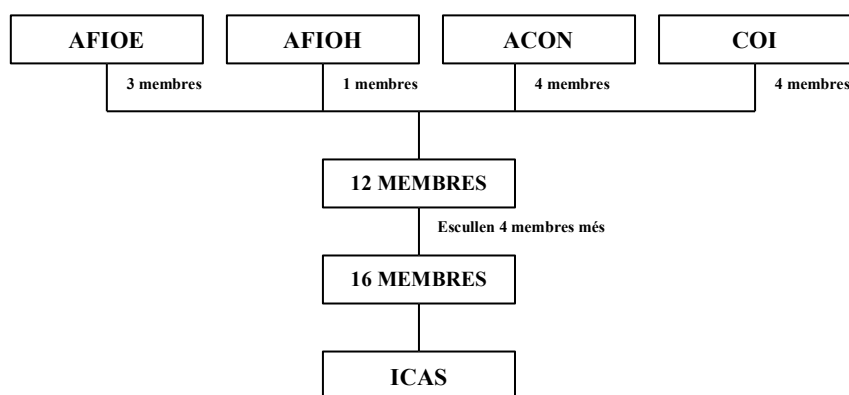 AFIOE
AFIOH
ACON
COI
3 membres
1 membres
4 membres
4 membres
12 MEMBRES
Escullen 4 membres més
16 MEMBRES
ICAS